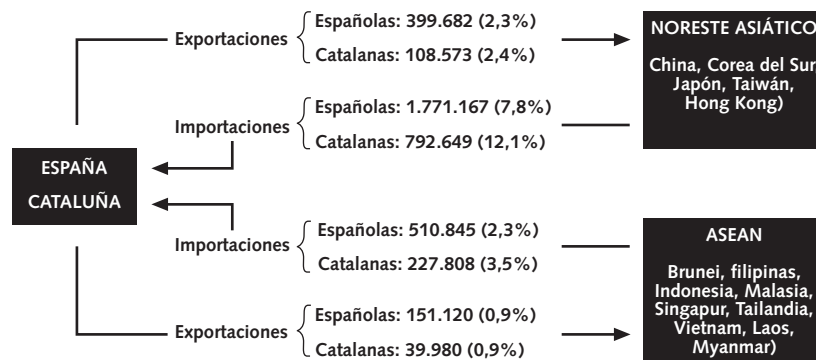 Exportaciones
Españolas: 399.682 (2,3%)
Catalanas: 108.573 (2,4%)
NORESTE ASIÁTICO
China, Corea del Sur,
Japón, Taiwán,
Hong Kong)
Importaciones
Españolas: 1.771.167 (7,8%)
Catalanas: 792.649 (12,1%)
ESPAÑA
CATALUÑA
Importaciones
Españolas: 510.845 (2,3%)
Catalanas: 227.808 (3,5%)
ASEAN
Brunei, filipinas,
Indonesia, Malasia,
Singapur, Tailandia,
Vietnam, Laos,
Myanmar)
Exportaciones
Españolas: 151.120 (0,9%)
Catalanas: 39.980 (0,9%)